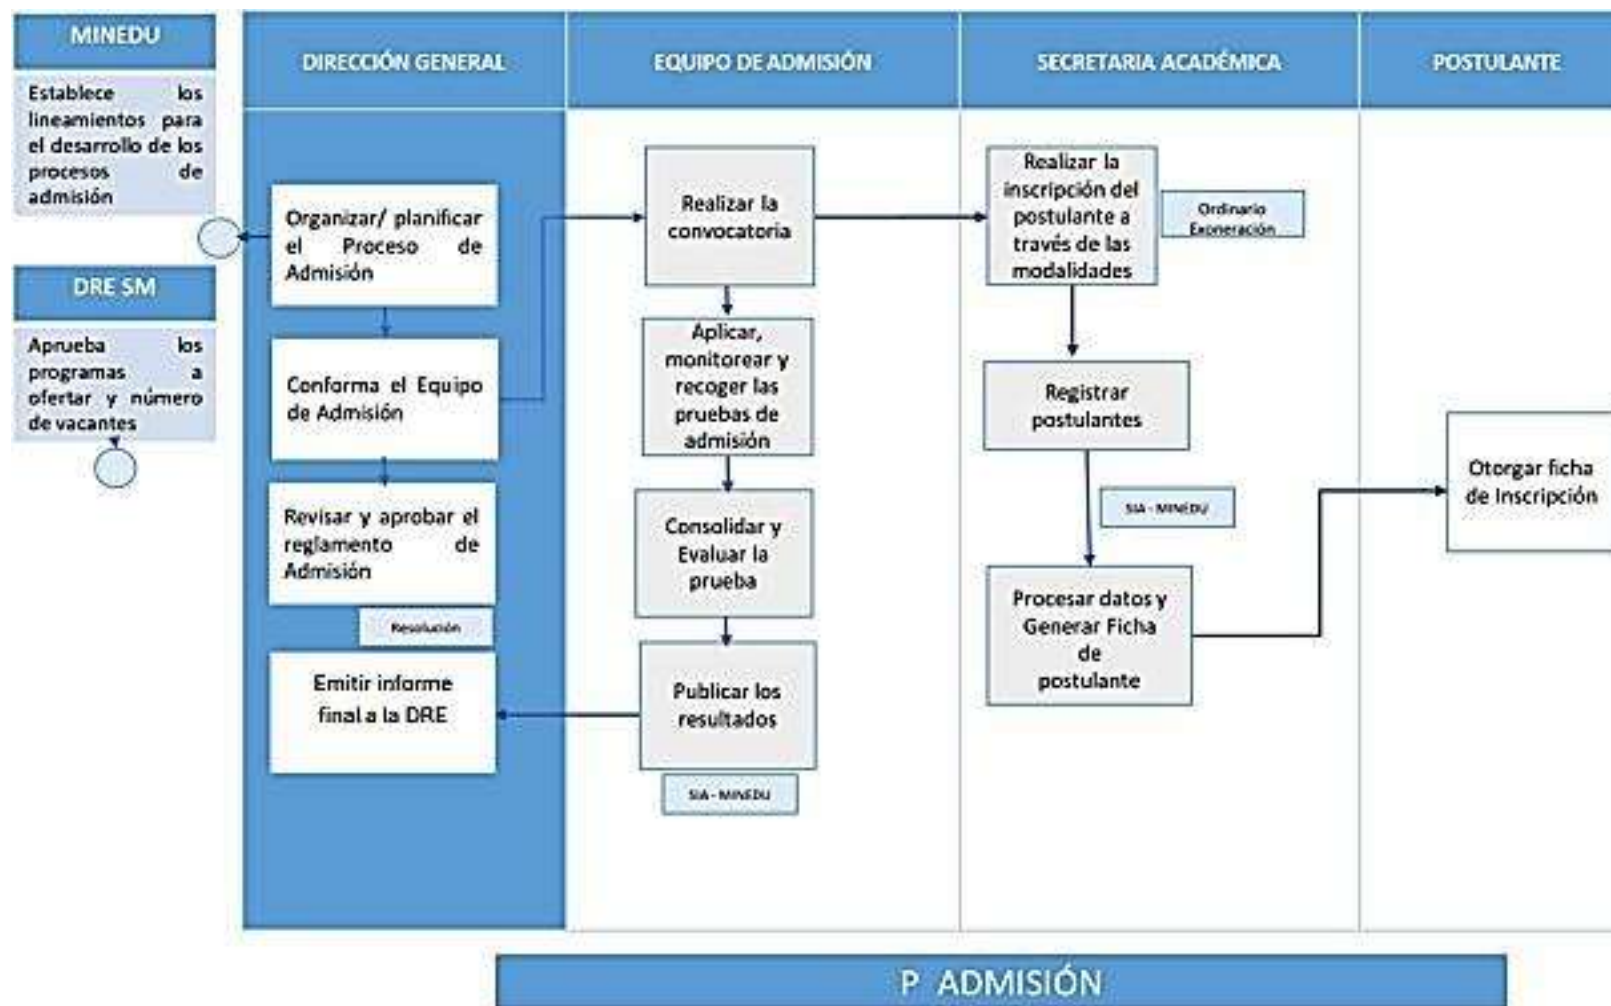 MINEDU
Establece los
lineamientos para
el desarrollo de los
procesos de
admisión
DRE SM
Aprueba los
programas a
ofertar y número
de vacantes
DIRECCIÓN GENERAL
Organizar/ planificar
el Proceso de
Admisión
Conforma el Equipo
de Admisión
Revisar y aprobar el
reglamento de
Admisión
Resolución
Emitir informe
final a la DRE
EQUIPO DE ADMISIÓN
Realizar la
convocatoria
Aplicar,
monitorear y
recoger las
pruebas de
admisión
Consolidar y
Evaluar la
prueba
Publicar los
resultados
SIA - MINEDU
SECRETARIA ACADÉMICA
Realizar la
inscripción del
postulante a
través de las
modalidades
Ordinario
Exoneración
Registrar
postulantes
SIA - MINEDU
Procesar datos y
Generar Ficha
de
postulante
POSTULANTE
Otorgar ficha
de Inscripción
P ADMISIÓN